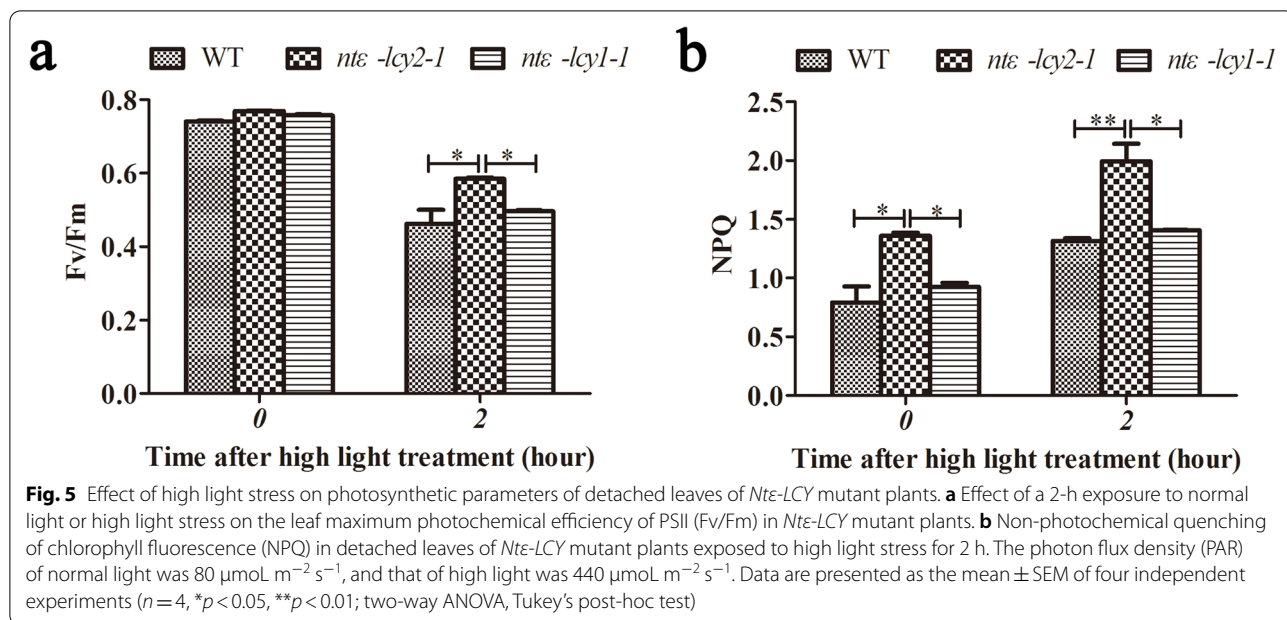 a
WT ntε -lcy2-1 ntε -lcy1-1
0.8
0.6
0.4
0.2
0.0
Fv/Fm
* *
0 2
Time after high light treatment (hour)
b
WT ntε -lcy2-1 ntε -lcy1-1
2.5
2.0
1.5
1.0
0.5
0.0
NPQ
* *
** *
0 2
Time after high light treatment (hour)
Fig. 5 Effect of high light stress on photosynthetic parameters of detached leaves of Ntε-LCY mutant plants. a Effect of a 2-h exposure to normal
light or high light stress on the leaf maximum photochemical efficiency of PSII (Fv/Fm) in Ntε-LCY mutant plants. b Non-photochemical quenching
of chlorophyll fluorescence (NPQ) in detached leaves of Ntε-LCY mutant plants exposed to high light stress for 2 h. The photon flux density (PAR)
of normal light was 80 μmoL m⁻² s⁻¹, and that of high light was 440 μmoL m⁻² s⁻¹. Data are presented as the mean ± SEM of four independent
experiments (n = 4, *p < 0.05, **p < 0.01; two-way ANOVA, Tukey's post-hoc test)